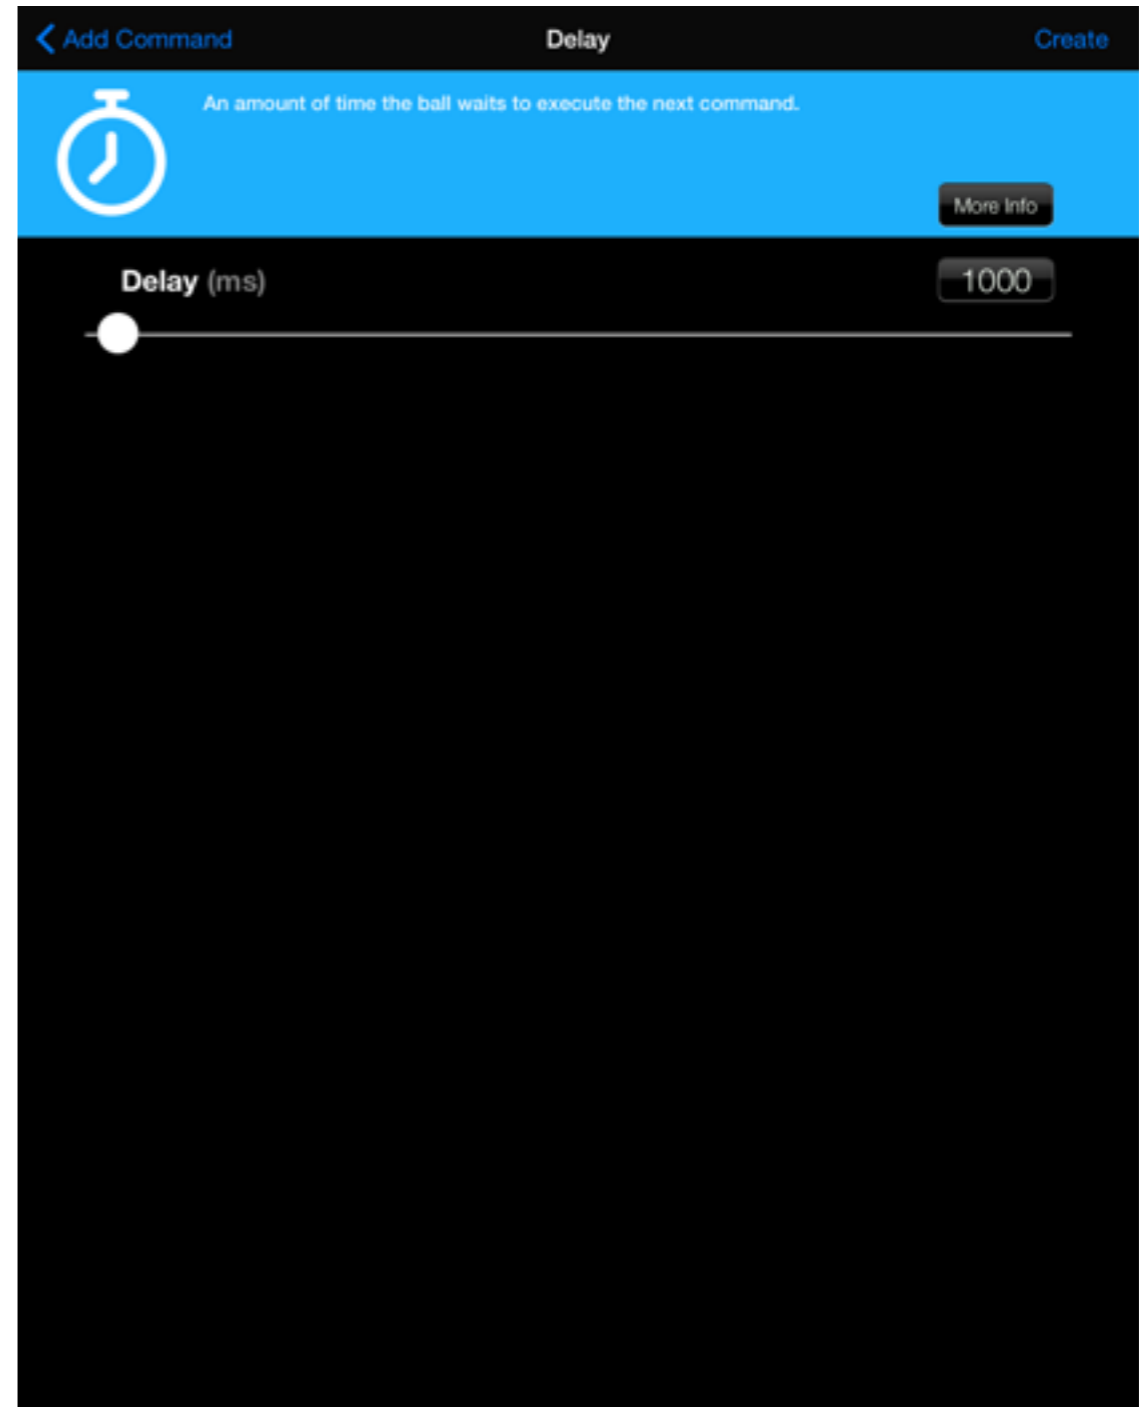 Add Command
Delay
Create
An amount of time the ball waits to execute the next command.
More Info
Delay (ms)
1000